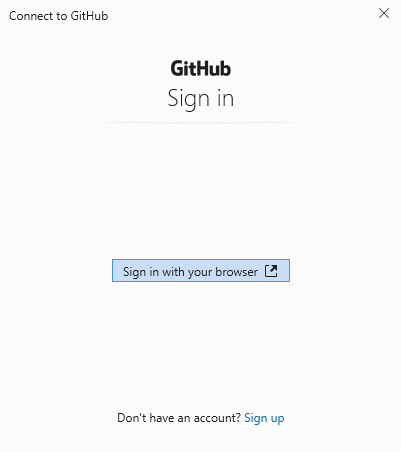 Connect to GitHub
GitHub
Sign in
Sign in with your browser
Don't have an account? Sign up